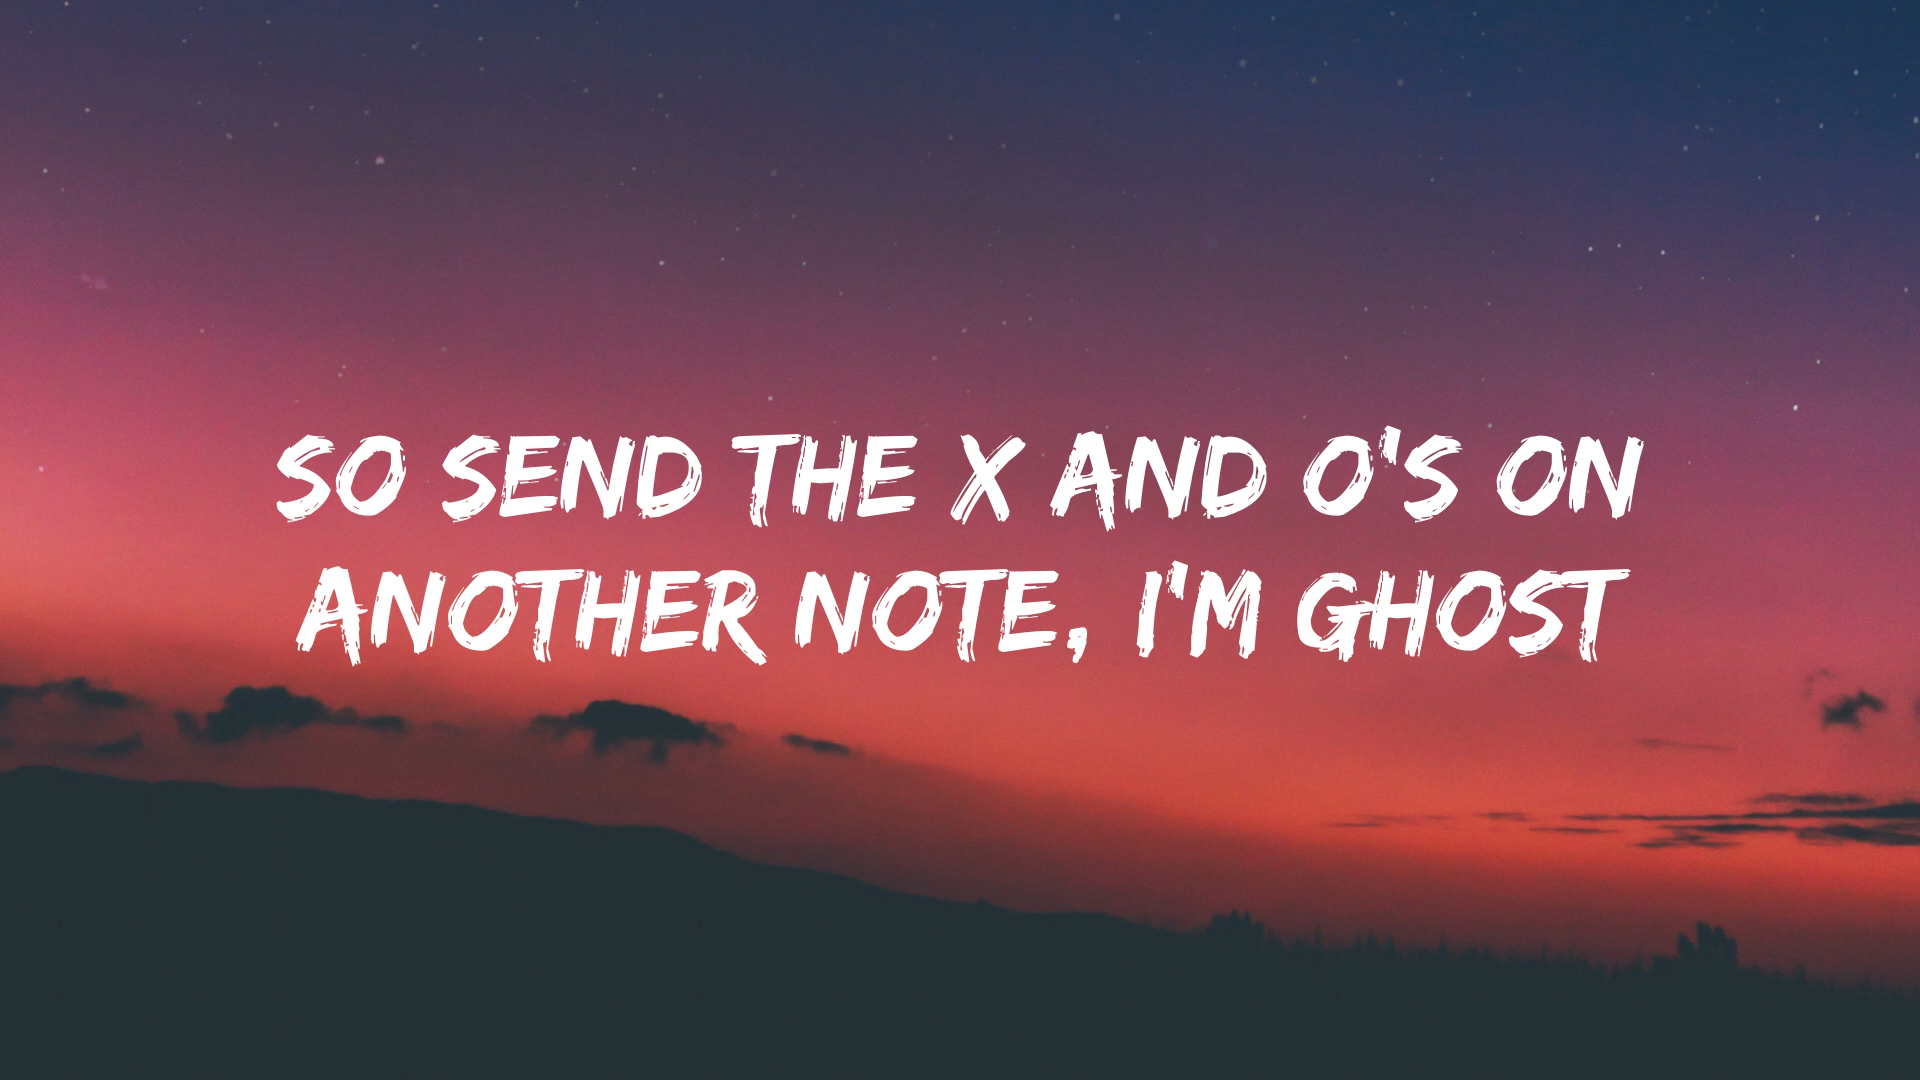 SO SEND THE X AND O'S ON
ANOTHER NOTE, I'M GHOST